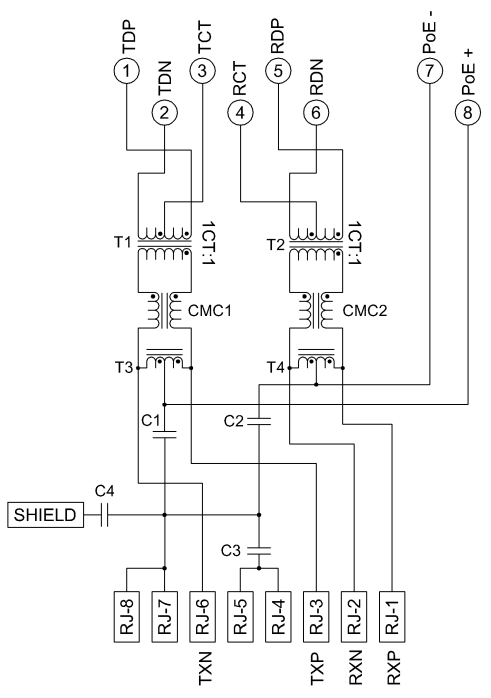 TDP
TDN
TCT
RCT
RDP
RDN
PoE -
PoE +
1
2
3
4
5
6
7
8
T1
1CT:1
T2
1CT:1
CMC1
CMC2
T3
T4
C1
C2
C4
SHIELD
C3
RJ-8
RJ-7
RJ-6
RJ-5
RJ-4
RJ-3
RJ-2
RJ-1
TXN
TXP
RXN
RXP